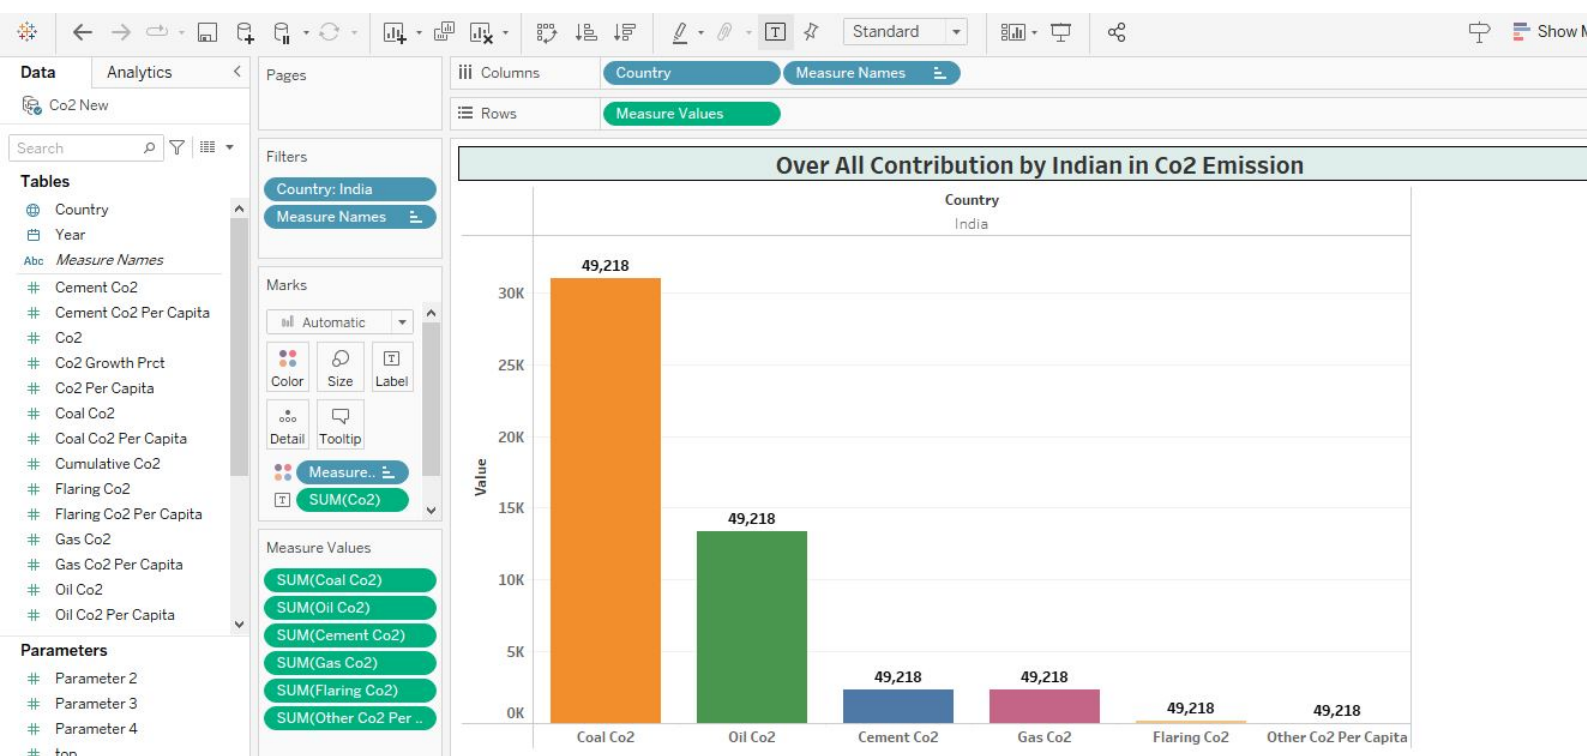 Standard
Show M
Data
Analytics
Co2 New
Search
Tables
Country
Year
Abc Measure Names
Cement Co2
Cement Co2 Per Capita
Co2
Co2 Growth Prct
Co2 Per Capita
Coal Co2
Coal Co2 Per Capita
Cumulative Co2
Flaring Co2
Flaring Co2 Per Capita
Gas Co2
Gas Co2 Per Capita
Oil Co2
Oil Co2 Per Capita
Parameters
Parameter 2
Parameter 3
Parameter 4
top
Pages
Filters
Country: India
Measure Names
Marks
Automatic
Color
Size
Label
Detail
Tooltip
Measure..
SUM(Co2)
Measure Values
SUM(Coal Co2)
SUM(Oil Co2)
SUM(Cement Co2)
SUM(Gas Co2)
SUM(Flaring Co2)
SUM(Other Co2 Per ..
Columns
Country
Measure Names
Rows
Measure Values
Over All Contribution by Indian in Co2 Emission
Country
India
Value
30K
25K
20K
15K
10K
5K
0K
49,218
49,218
49,218
49,218
49,218
49,218
Coal Co2
Oil Co2
Cement Co2
Gas Co2
Flaring Co2
Other Co2 Per Capita